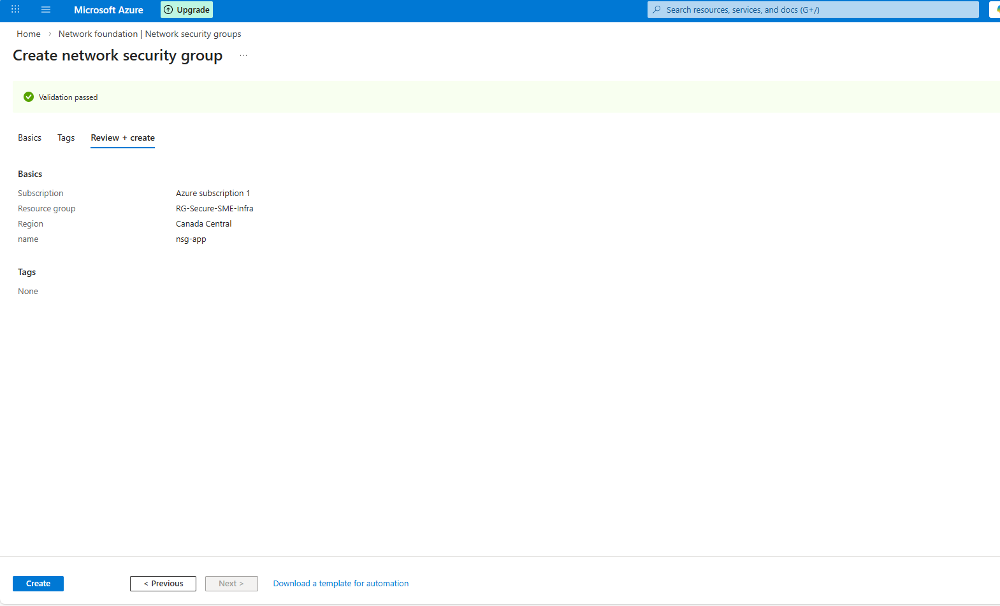 Microsoft Azure
Upgrade
Search resources, services, and docs (G+/)
Home > Network foundation | Network security groups
Create network security group ...
Validation passed
Basics Tags Review + create
Basics
Subscription Azure subscription 1
Resource group RG-Secure-SME-Infra
Region Canada Central
name nsg-app
Tags
None
Create < Previous Next > Download a template for automation